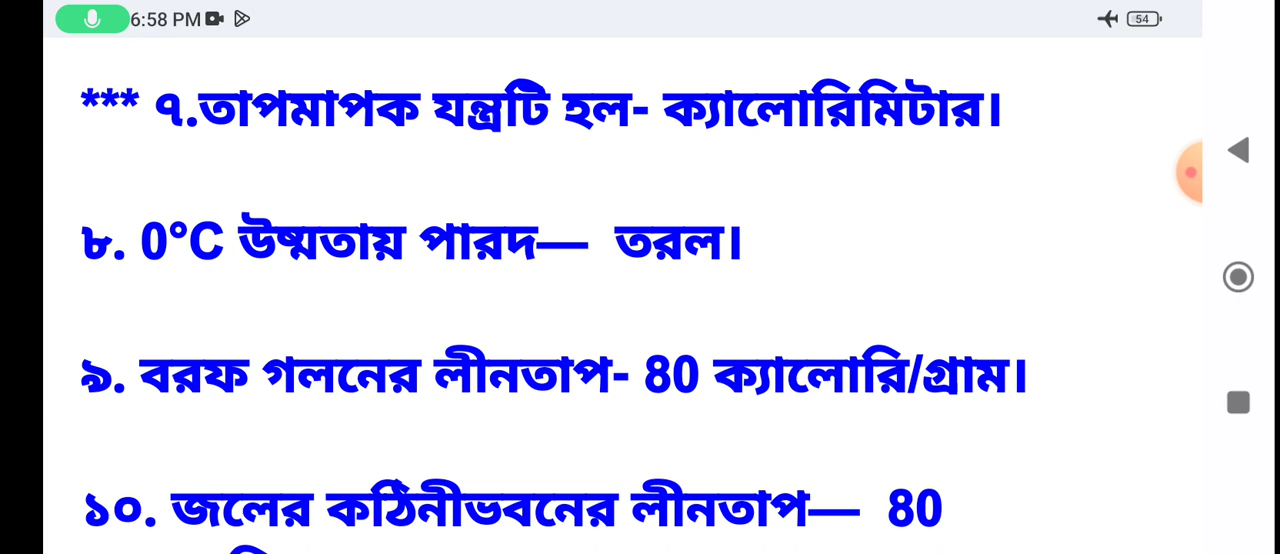 6:58 PM
54
*** ৭.তাপমাপক যন্ত্রটি হল- ক্যালোরিমিটার।
৮. 0°C উষ্মতায় পারদ— তরল।
৯. বরফ গলনের লীনতাপ- 80 ক্যালোরি/গ্রাম।
১০. জলের কঠিনীভবনের লীনতাপ— 80